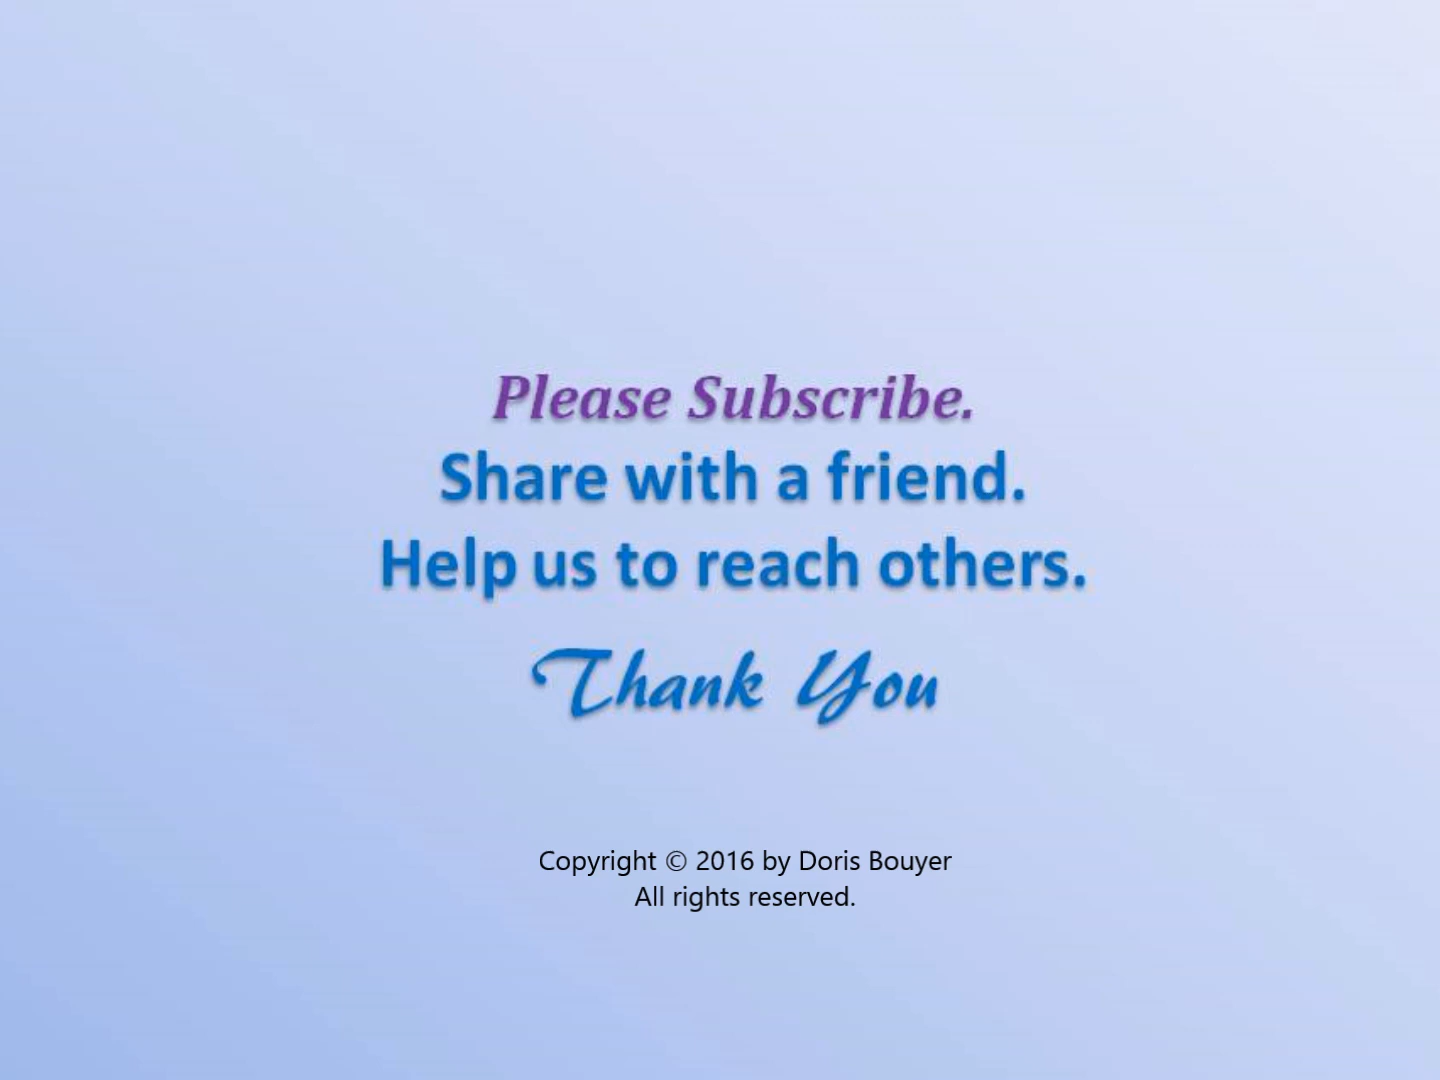 Please Subscribe.
Share with a friend.
Help us to reach others.
Thank You
Copyright © 2016 by Doris Bouyer
All rights reserved.